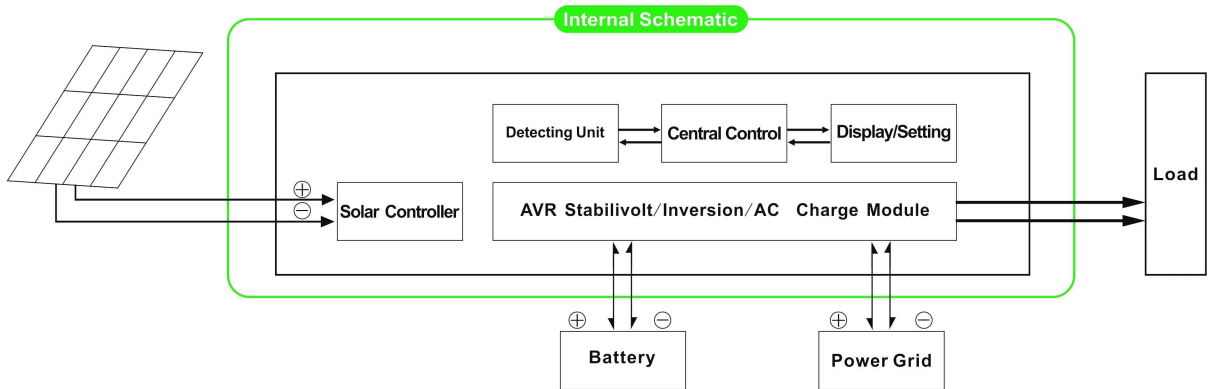 Internal Schematic
Detecting Unit
Central Control
Display/Setting
Load
⊕
⊖
Solar Controller
AVR Stabilivolt/Inversion/AC Charge Module
⊕ ⊖
Battery
⊕ ⊖
Power Grid